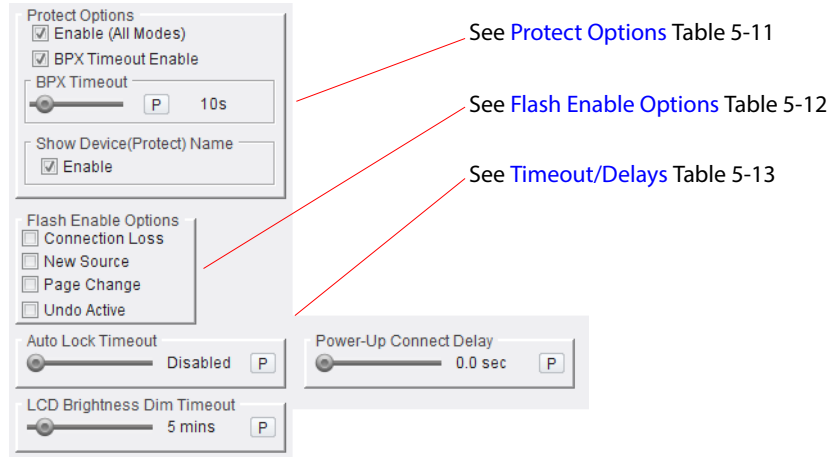 Protect Options
Enable (All Modes)
BPX Timeout Enable
BPX Timeout
P 10s
Show Device(Protect) Name
Enable
See Protect Options Table 5-11
See Flash Enable Options Table 5-12
See Timeout/Delays Table 5-13
Flash Enable Options
Connection Loss
New Source
Page Change
Undo Active
Auto Lock Timeout
Disabled P
Power-Up Connect Delay
0.0 sec P
LCD Brightness Dim Timeout
5 mins P